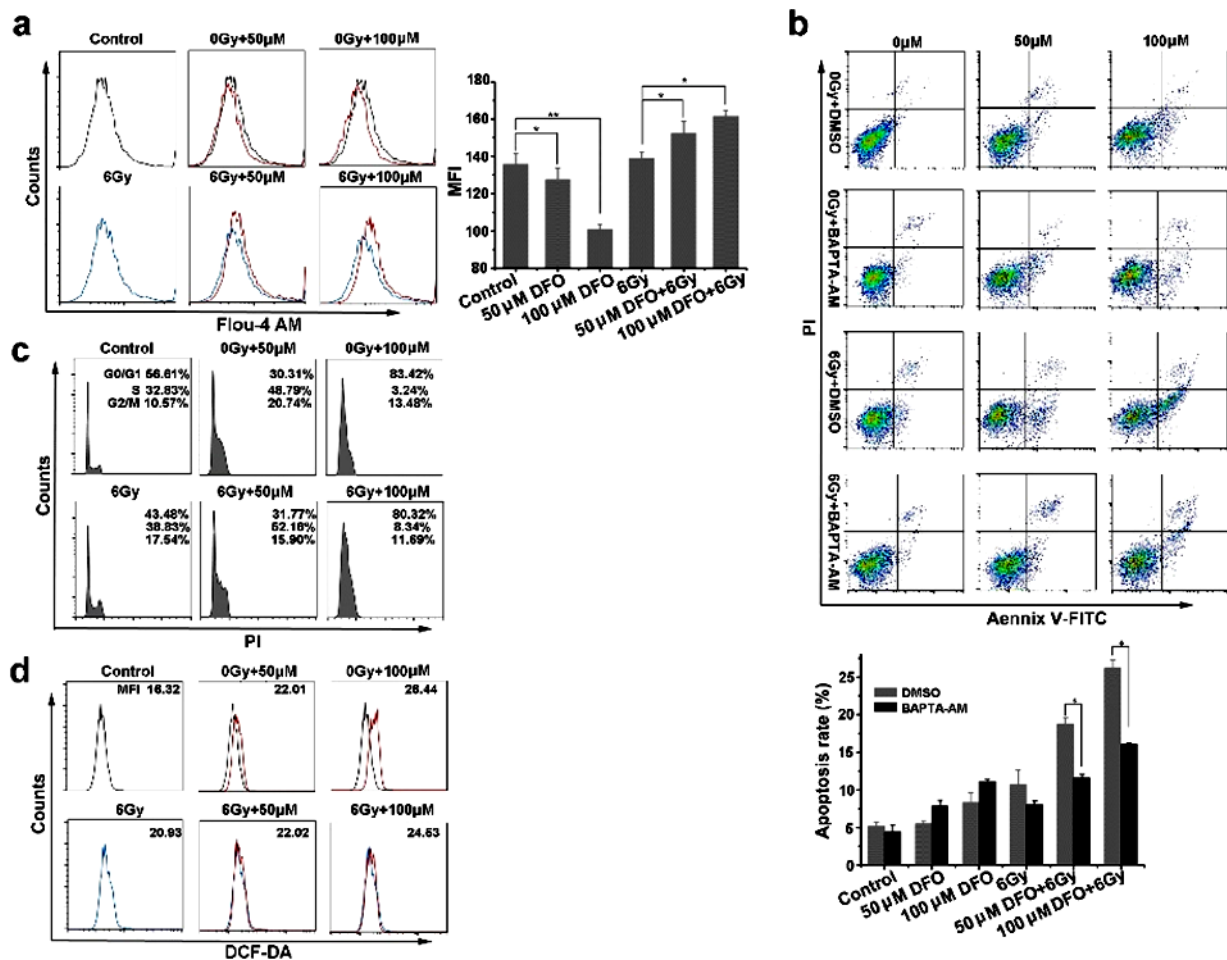 a
Control
0Gy+50μM
0Gy+100μM
6Gy
6Gy+50μM
6Gy+100μM
Counts
Flou-4 AM
MFI
180
160
140
120
100
80
*
**
*
*
Control
50 μM DFO
100 μM DFO
6Gy
50 μM DFO+6Gy
100 μM DFO+6Gy
b
0μM
50μM
100μM
0Gy+DMSO
0Gy+BAPTA-AM
6Gy+DMSO
6Gy+BAPTA-AM
PI
Aennix V-FITC
Apoptosis rate (%)
25
20
15
10
5
0
DMSO
BAPTA-AM
*
*
Control
50 μM DFO
100 μM DFO
6Gy
50 μM DFO+6Gy
100 μM DFO+6Gy
c
Control
G0/G1 56.61%
S 32.83%
G2/M 10.57%
0Gy+50μM
30.31%
48.79%
20.74%
0Gy+100μM
83.42%
3.24%
13.48%
6Gy
43.48%
38.83%
17.54%
6Gy+50μM
31.77%
52.18%
15.90%
6Gy+100μM
80.32%
8.34%
11.69%
Counts
PI
d
Control
MFI 16.32
0Gy+50μM
22.01
0Gy+100μM
26.44
6Gy
20.93
6Gy+50μM
22.02
6Gy+100μM
24.53
Counts
DCF-DA